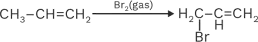 CH₃—CH=CH₂ Br₂(gas) H₂C—CH—C=CH₂
H
Br